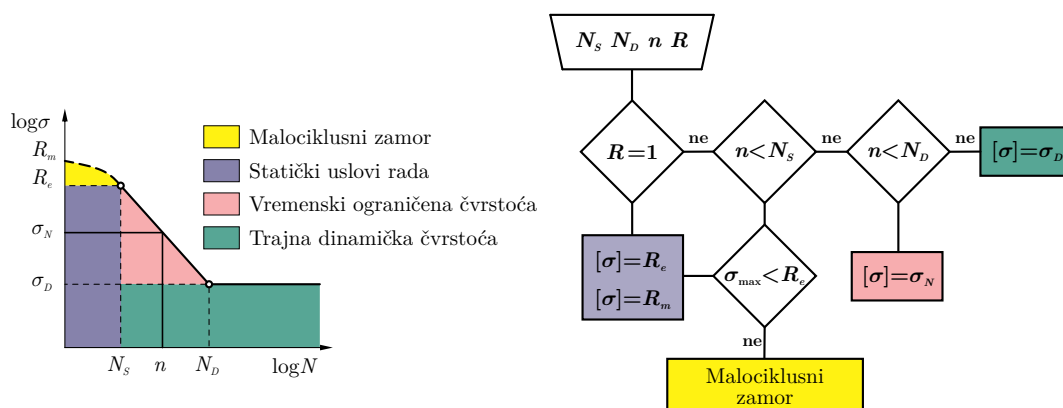 logσ
R_m
R_e
σ_N
σ_D
N_S
n
N_D
logN
Malociklusni zamor
Statički uslovi rada
Vremenski ograničena čvrstoća
Trajna dinamička čvrstoća
N_S N_D n R
R=1
ne
n<N_S
ne
n<N_D
ne
[σ]=σ_D
[σ]=R_e
[σ]=R_m
σ_max<R_e
[σ]=σ_N
ne
Malociklusni
zamor